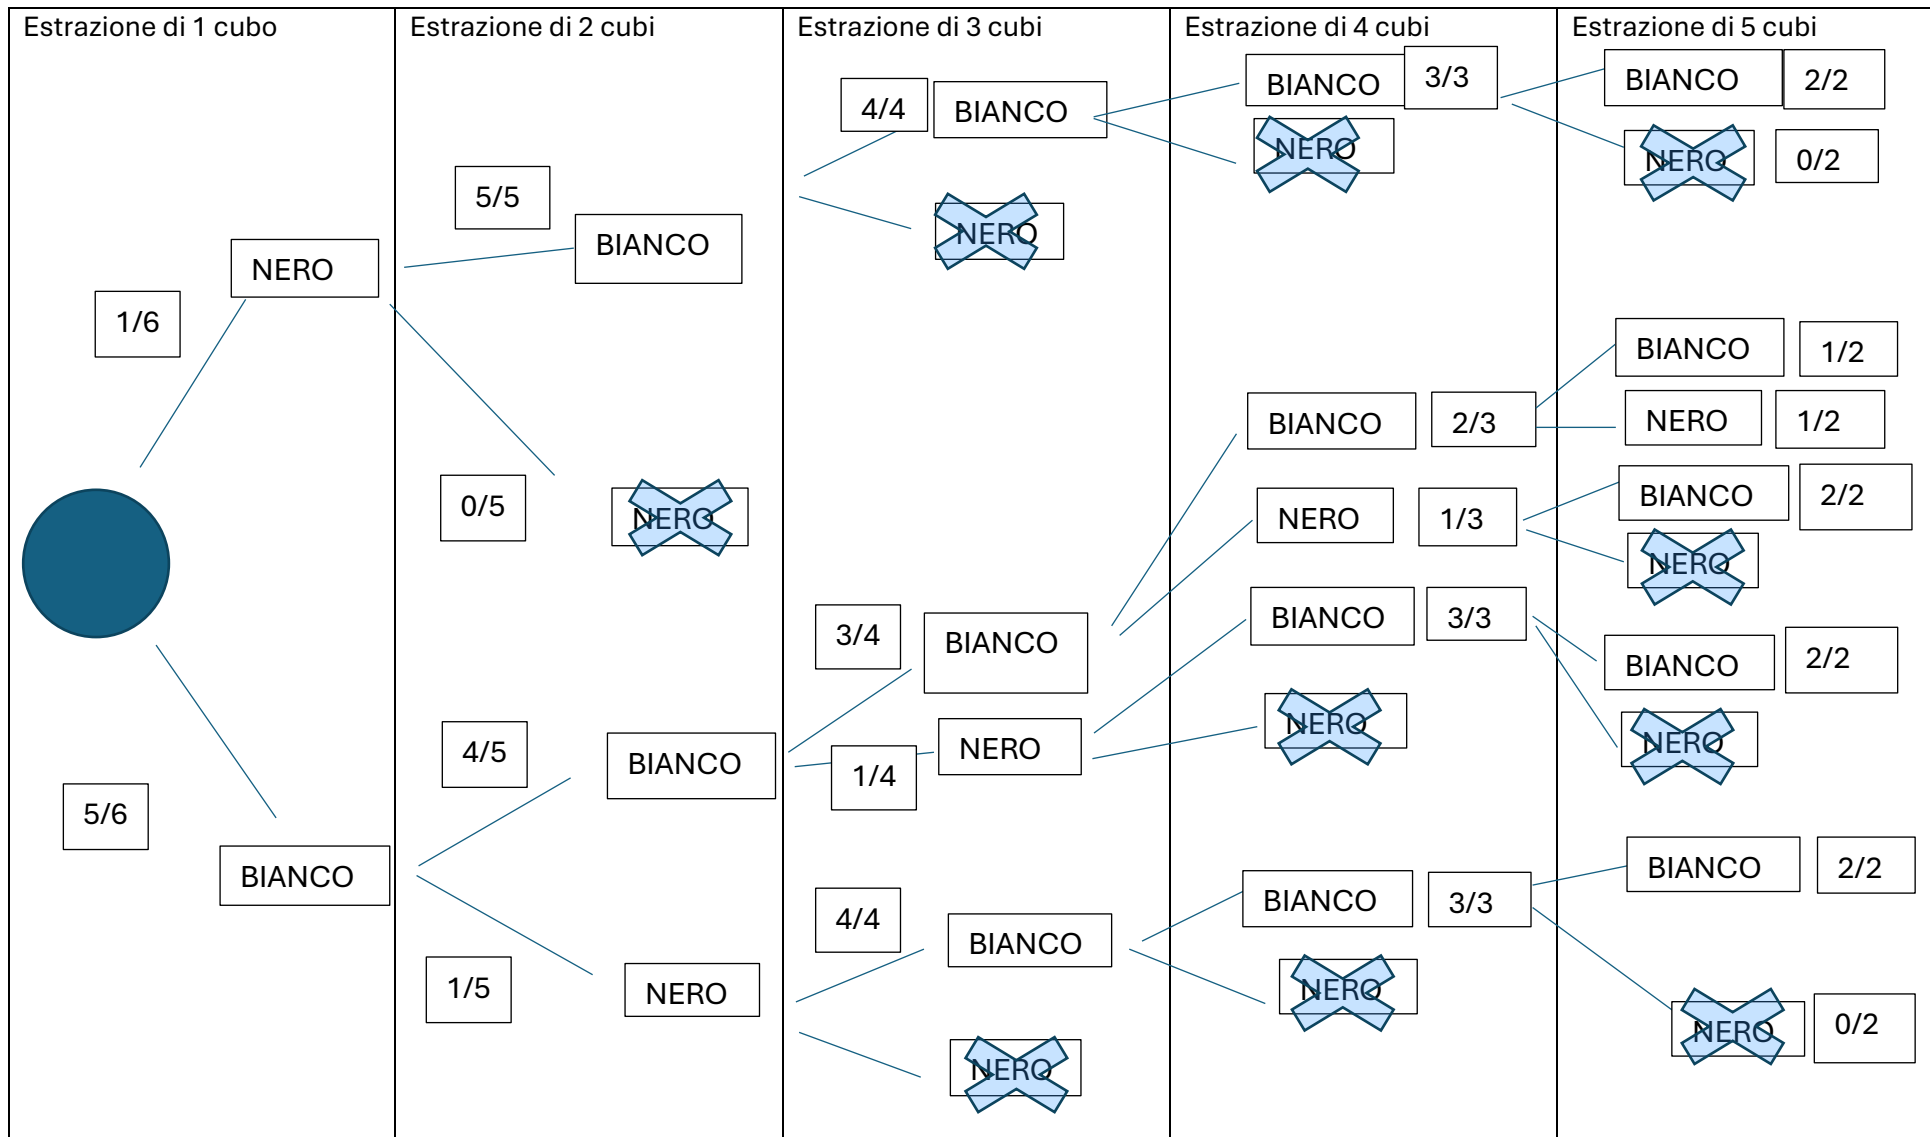 Estrazione di 1 cubo
1/6
NERO
5/6
BIANCO
Estrazione di 2 cubi
5/5
BIANCO
0/5
NERO
4/5
BIANCO
1/5
NERO
Estrazione di 3 cubi
4/4
BIANCO
NERO
3/4
BIANCO
NERO
1/4
4/4
BIANCO
NERO
Estrazione di 4 cubi
BIANCO
3/3
NERO
BIANCO
2/3
NERO
1/3
BIANCO
3/3
NERO
BIANCO
3/3
NERO
Estrazione di 5 cubi
BIANCO
2/2
NERO
0/2
BIANCO
1/2
NERO
1/2
BIANCO
2/2
NERO
BIANCO
2/2
NERO
BIANCO
2/2
NERO
0/2